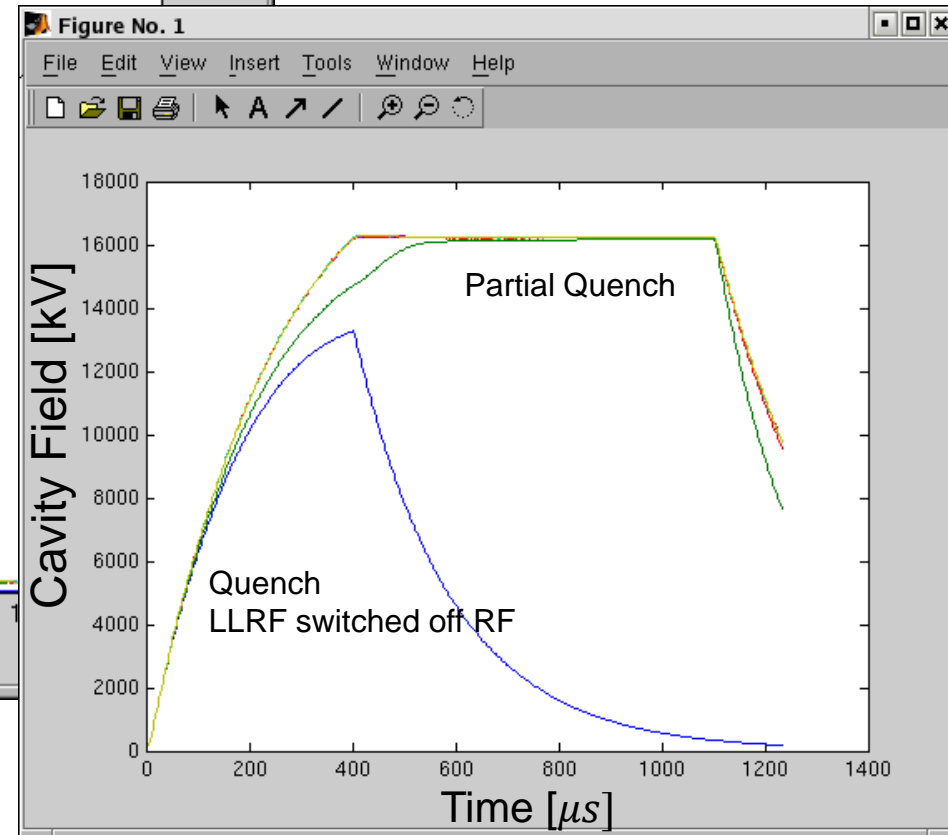 Figure No. 1
File Edit View Insert Tools Window Help
A
18000
16000
14000
12000
10000
8000
6000
4000
2000
0
Cavity Field [kV]
Partial Quench
Quench
LLRF switched off RF
0 200 400 600 800 1000 1200 1400
Time [μs]
1